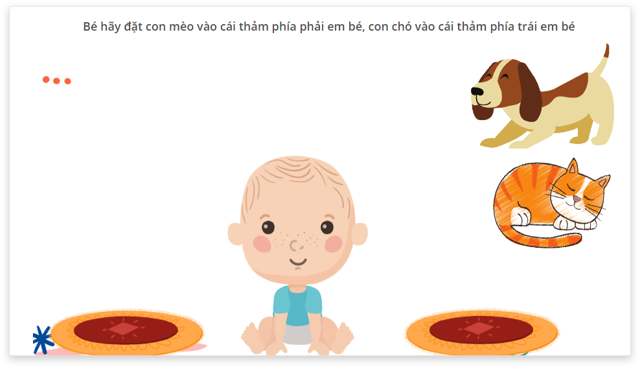 Bé hãy đặt con mèo vào cái thảm phía phải em bé, con chó vào cái thảm phía trái em bé